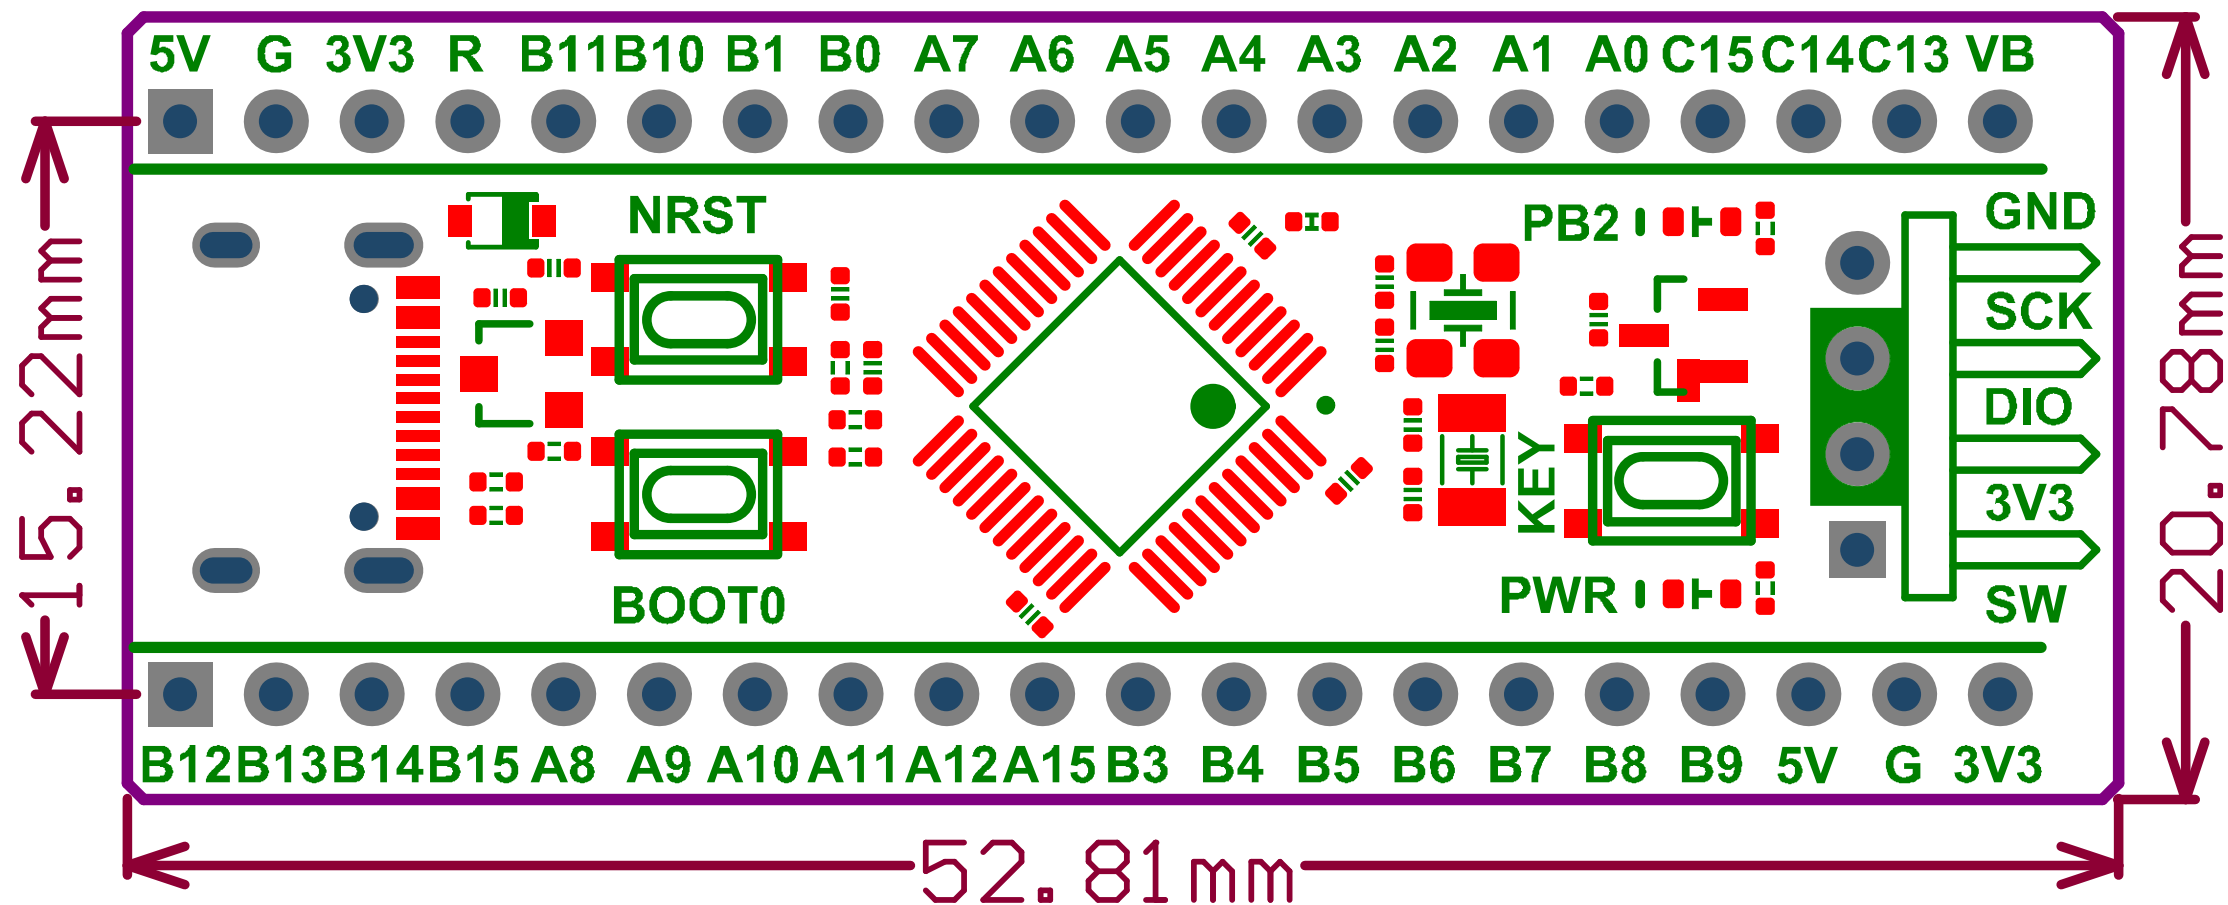 5V G 3V3 R B11 B10 B1 B0 A7 A6 A5 A4 A3 A2 A1 A0 C15 C14 C13 VB
NRST
PB2
GND
SCK
DIO
3V3
SW
KEY
BOOT0
PWR
B12 B13 B14 B15 A8 A9 A10 A11 A12 A15 B3 B4 B5 B6 B7 B8 B9 5V G 3V3
15.22mm
20.78mm
52.81mm